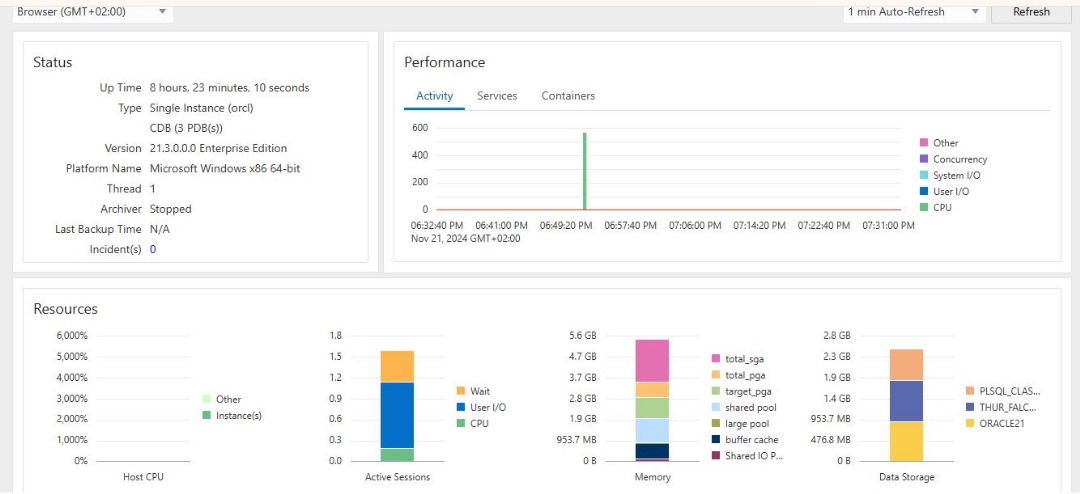 Browser (GMT+02:00)
1 min Auto-Refresh
Refresh
Status
Up Time 8 hours, 23 minutes, 10 seconds
Type Single Instance (orcl)
CDB (3 PDB(s))
Version 21.3.0.0.0 Enterprise Edition
Platform Name Microsoft Windows x86 64-bit
Thread 1
Archiver Stopped
Last Backup Time N/A
Incident(s) 0
Performance
Activity Services Containers
600
400
200
0
06:32:40 PM 06:41:00 PM 06:49:20 PM 06:57:40 PM 07:06:00 PM 07:14:20 PM 07:22:40 PM 07:31:00 PM
Nov 21, 2024 GMT+02:00
Other
Concurrency
System I/O
User I/O
CPU
Resources
6,000%
5,000%
4,000%
3,000%
2,000%
1,000%
0%
Host CPU
Other
Instance(s)
1.8
1.5
1.2
0.9
0.6
0.3
0.0
Active Sessions
Wait
User I/O
CPU
5.6 GB
4.7 GB
3.7 GB
2.8 GB
1.9 GB
953.7 MB
0 B
Memory
total_sga
total_pga
target_pga
shared pool
large pool
buffer cache
Shared IO P...
2.8 GB
2.3 GB
1.9 GB
1.4 GB
953.7 MB
476.8 MB
0 B
Data Storage
PLSQL_CLAS...
THUR_FALC...
ORACLE21